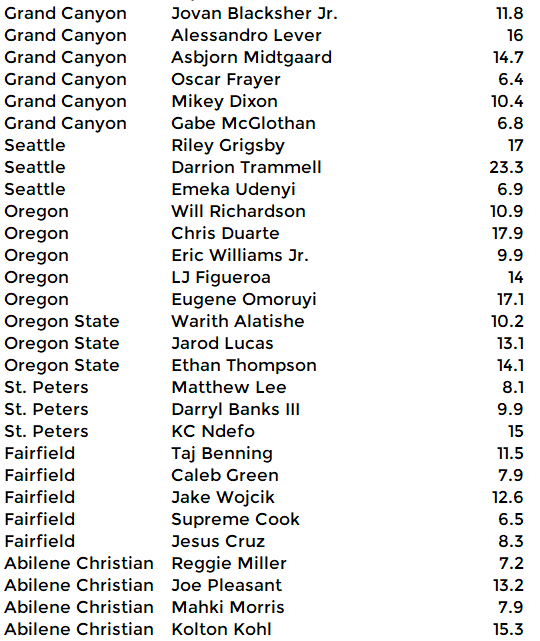 Grand Canyon Jovan Blacksher Jr. 11.8
Grand Canyon Alessandro Lever 16
Grand Canyon Asbjorn Midtgaard 14.7
Grand Canyon Oscar Frayer 6.4
Grand Canyon Mikey Dixon 10.4
Grand Canyon Gabe McGlothan 6.8
Seattle Riley Grigsby 17
Seattle Darrion Trammell 23.3
Seattle Emeka Udenyi 6.9
Oregon Will Richardson 10.9
Oregon Chris Duarte 17.9
Oregon Eric Williams Jr. 9.9
Oregon LJ Figueroa 14
Oregon Eugene Omoruyi 17.1
Oregon State Warith Alatishe 10.2
Oregon State Jarod Lucas 13.1
Oregon State Ethan Thompson 14.1
St. Peters Matthew Lee 8.1
St. Peters Darryl Banks III 9.9
St. Peters KC Ndefo 15
Fairfield Taj Benning 11.5
Fairfield Caleb Green 7.9
Fairfield Jake Wojcik 12.6
Fairfield Supreme Cook 6.5
Fairfield Jesus Cruz 8.3
Abilene Christian Reggie Miller 7.2
Abilene Christian Joe Pleasant 13.2
Abilene Christian Mahki Morris 7.9
Abilene Christian Kolton Kohl 15.3